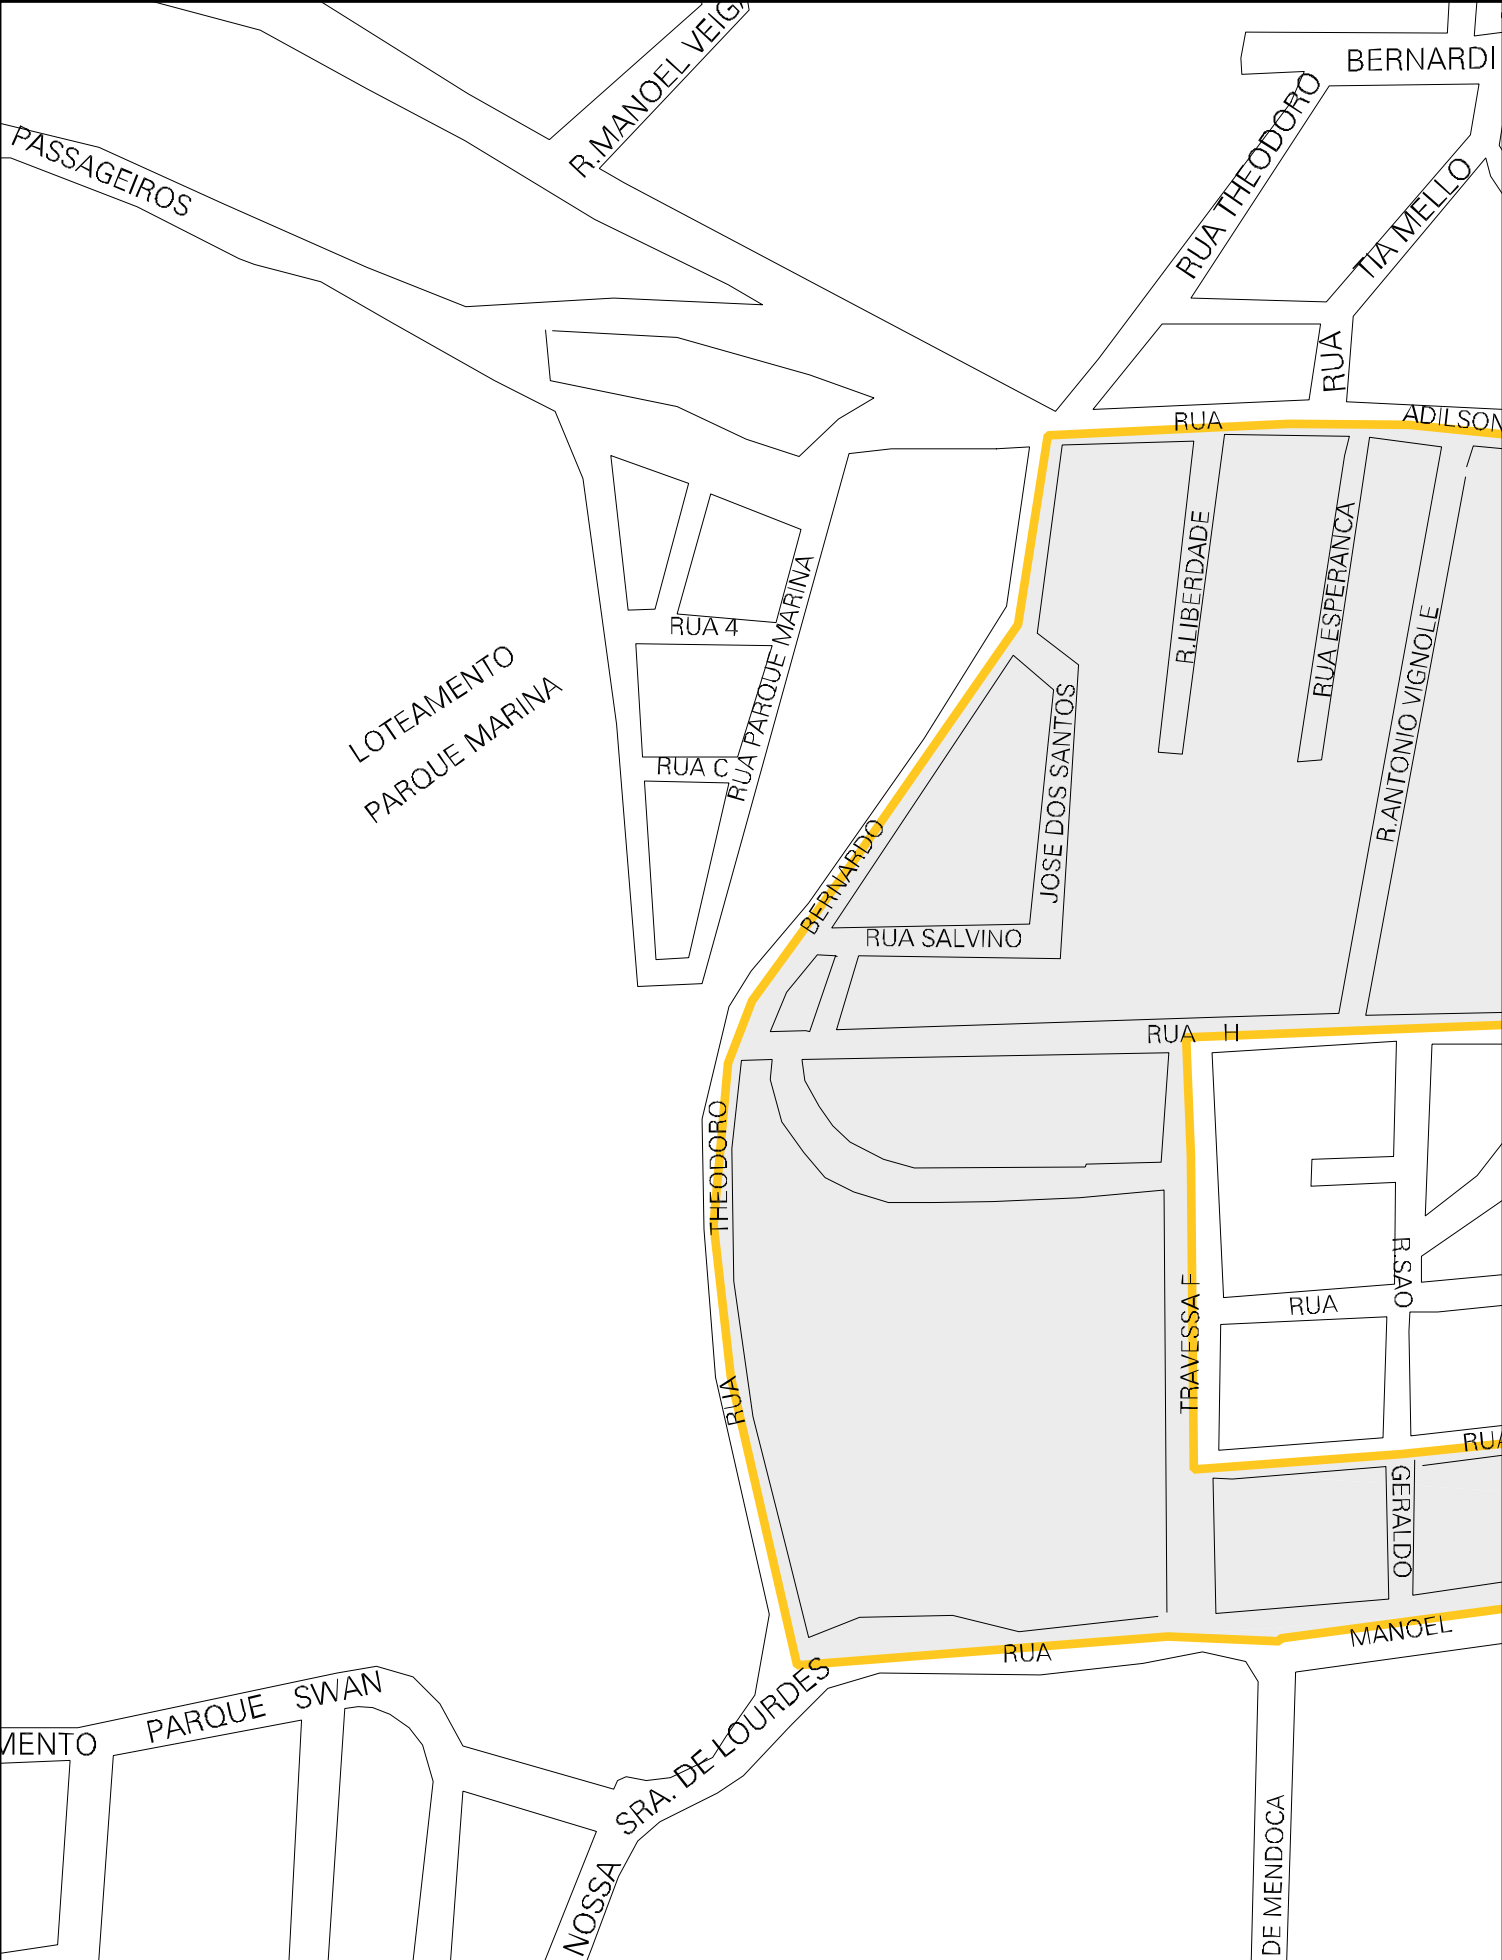 R.MANOEL VEIGA
BERNARDI
PASSAGEIROS
RUA THEODORO
TIA MELLO
RUA
RUA
ADILSON
R.LIBERDADE
RUA ESPERANCA
RUA PARQUE MARINA
RUA 4
R.ANTONIO VIGNOLE
LOTEAMENTO
PARQUE MARINA
JOSE DOS SANTOS
RUA C
BERNARDO
RUA SALVINO
RUA H
THEODORO
R.SAO
TRAVESSA F
RUA
RUA
RUA
GERALDO
MANOEL
RUA
SRA. DE LOURDES
PARQUE SWAN
MENTO
DE MENDOCA
NOSSA